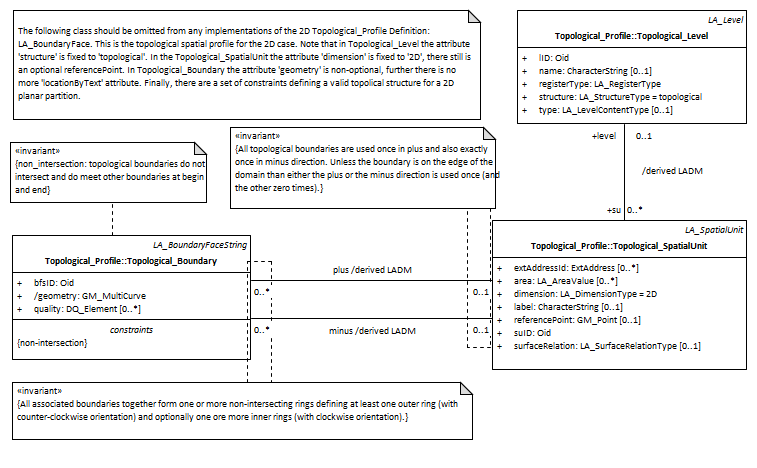 The following class should be omitted from any implementations of the 2D Topological_Profile Definition:
LA_BoundaryFace. This is the topological spatial profile for the 2D case. Note that in Topological_Level the attribute
'structure' is fixed to 'topological'. In the Topological_SpatialUnit the attribute 'dimension' is fixed to '2D', there still is
an optional referencePoint. In Topological_Boundary the attribute 'geometry' is non-optional, further there is no
more 'locationByText' attribute. Finally, there are a set of constraints defining a valid topolical structure for a 2D
planar partition.
LA_Level
Topological_Profile::Topological_Level
+ lID: Oid
+ name: CharacterString [0..1]
+ registerType: LA_RegisterType
+ structure: LA_StructureType = topological
+ type: LA_LevelContentType [0..1]
«invariant»
{non_intersection: topological boundaries do not
intersect and do meet other boundaries at begin
and end}
«invariant»
{All topological boundaries are used once in plus and also exactly
once in minus direction. Unless the boundary is on the edge of the
domain than either the plus or the minus direction is used once (and
the other zero times).}
+level 0..1
/derived LADM
+su 0..*
LA_BoundaryFaceString
Topological_Profile::Topological_Boundary
+ bfsID: Oid
+ /geometry: GM_MultiCurve
+ quality: DQ_Element [0..*]
constraints
{non-intersection}
plus /derived LADM
0..* 0..1
0..* minus /derived LADM 0..1
LA_SpatialUnit
Topological_Profile::Topological_SpatialUnit
+ extAddressId: ExtAddress [0..*]
+ area: LA_AreaValue [0..*]
+ dimension: LA_DimensionType = 2D
+ label: CharacterString [0..1]
+ referencePoint: GM_Point [0..1]
+ suID: Oid
+ surfaceRelation: LA_SurfaceRelationType [0..1]
«invariant»
{All associated boundaries together form one or more non-intersecting rings defining at least one outer ring (with
counter-clockwise orientation) and optionally one ore more inner rings (with clockwise orientation).}